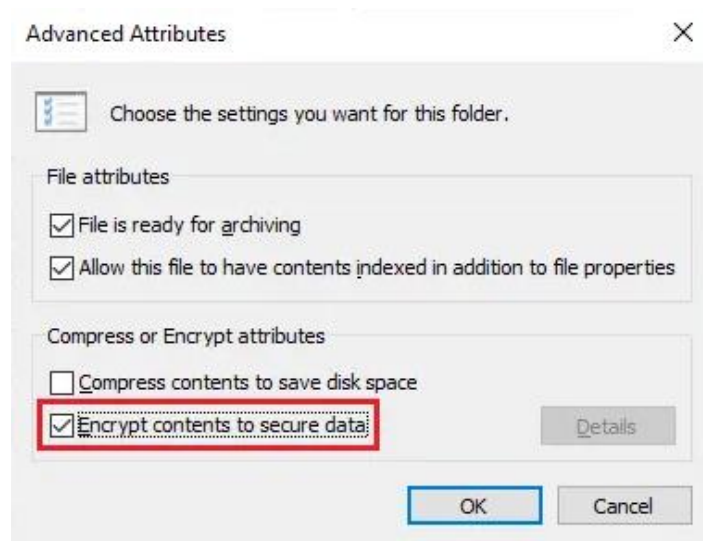 Advanced Attributes
Choose the settings you want for this folder.
File attributes
File is ready for archiving
Allow this file to have contents indexed in addition to file properties
Compress or Encrypt attributes
Compress contents to save disk space
Encrypt contents to secure data
Details
OK
Cancel